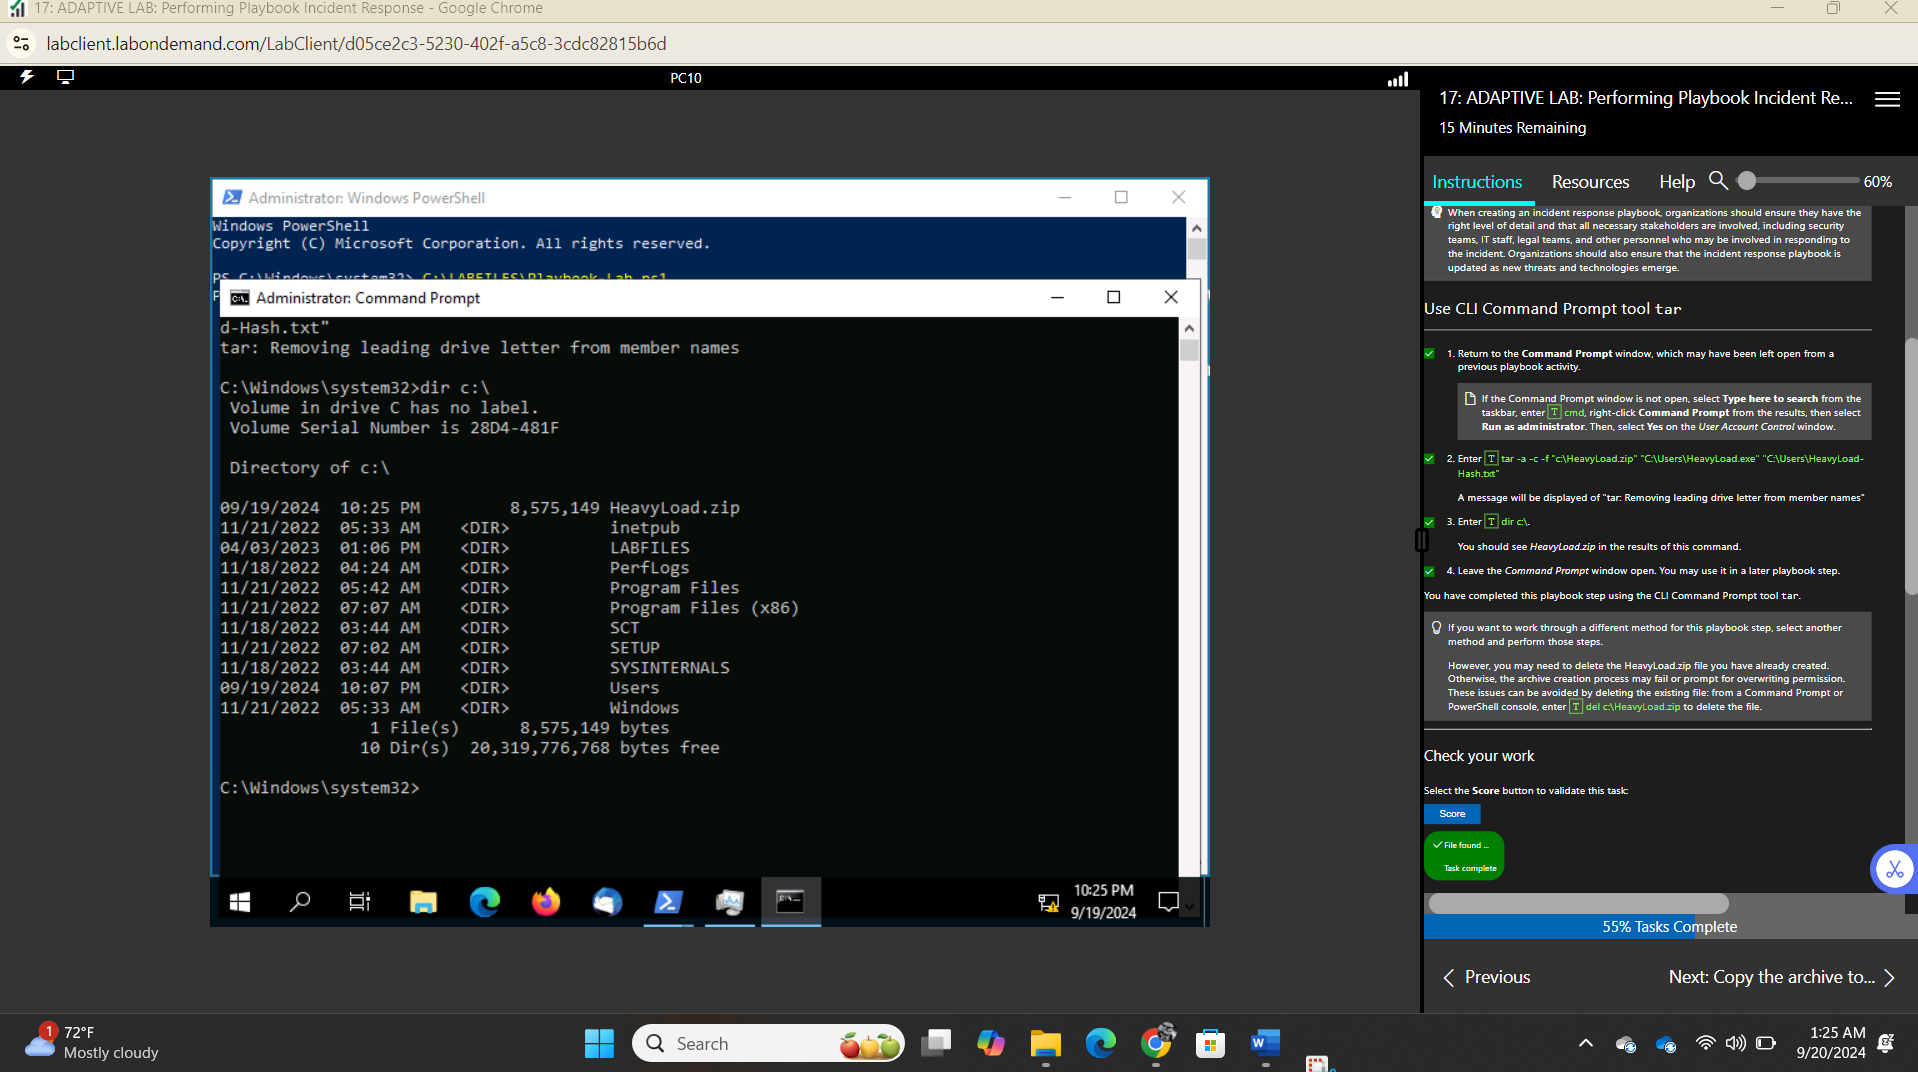 17: ADAPTIVE LAB: Performing Playbook Incident Response - Google Chrome
labclient.labondemand.com/LabClient/d05ce2c3-5230-402f-a5c8-3cdc82815b6d
PC10
Administrator: Windows PowerShell
Windows PowerShell
Copyright (C) Microsoft Corporation. All rights reserved.
PS C:\Windows\system32> C:\LABFILES\Playbook-Lab.ps1
P
Administrator: Command Prompt
d-Hash.txt"
tar: Removing leading drive letter from member names
C:\Windows\system32>dir c:\
Volume in drive C has no label.
Volume Serial Number is 28D4-481F
Directory of c:\
09/19/2024  10:25 PM         8,575,149 HeavyLoad.zip
11/21/2022  05:33 AM    <DIR>          inetpub
04/03/2023  01:06 PM    <DIR>          LABFILES
11/18/2022  04:24 AM    <DIR>          PerfLogs
11/21/2022  05:42 AM    <DIR>          Program Files
11/21/2022  07:07 AM    <DIR>          Program Files (x86)
11/18/2022  03:44 AM    <DIR>          SCT
11/21/2022  07:02 AM    <DIR>          SETUP
11/18/2022  03:44 AM    <DIR>          SYSINTERNALS
09/19/2024  10:07 PM    <DIR>          Users
11/21/2022  05:33 AM    <DIR>          Windows
1 File(s)      8,575,149 bytes
10 Dir(s)  20,319,776,768 bytes free
C:\Windows\system32>
10:25 PM
9/19/2024
17: ADAPTIVE LAB: Performing Playbook Incident Re...
15 Minutes Remaining
Instructions
Resources
Help
60%
When creating an incident response playbook, organizations should ensure they have the
right level of detail and that all necessary stakeholders are involved, including security
teams, IT staff, legal teams, and other personnel who may be involved in responding to
the incident. Organizations should also ensure that the incident response playbook is
updated as new threats and technologies emerge.
Use CLI Command Prompt tool tar
1. Return to the Command Prompt window, which may have been left open from a
previous playbook activity.
If the Command Prompt window is not open, select Type here to search from the
taskbar, enter T cmd, right-click Command Prompt from the results, then select
Run as administrator. Then, select Yes on the User Account Control window.
2. Enter T tar -a -c -f "c:\HeavyLoad.zip" "C:\Users\HeavyLoad.exe" "C:\Users\HeavyLoad-
Hash.txt"
A message will be displayed of "tar: Removing leading drive letter from member names"
3. Enter T dir c:\.
You should see HeavyLoad.zip in the results of this command.
4. Leave the Command Prompt window open. You may use it in a later playbook step.
You have completed this playbook step using the CLI Command Prompt tool tar.
If you want to work through a different method for this playbook step, select another
method and perform those steps.
However, you may need to delete the HeavyLoad.zip file you have already created.
Otherwise, the archive creation process may fail or prompt for overwriting permission.
These issues can be avoided by deleting the existing file: from a Command Prompt or
PowerShell console, enter T del c:\HeavyLoad.zip to delete the file.
Check your work
Select the Score button to validate this task:
Score
File found ...
Task complete
55% Tasks Complete
Previous
Next: Copy the archive to...
1
72°F
Mostly cloudy
Search
1:25 AM
9/20/2024